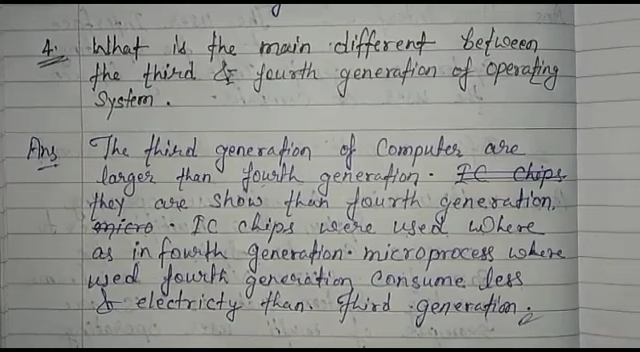 4. What is the main different between
the third & fourth generation of operating
System.
Ans The third generation of Computer are
larger than fourth generation. IC Chips
they are show than fourth generation.
micro. IC chips were used where
as in fourth generation. microprocess where
used fourth generation Consume less
& electricty than. Third generation.